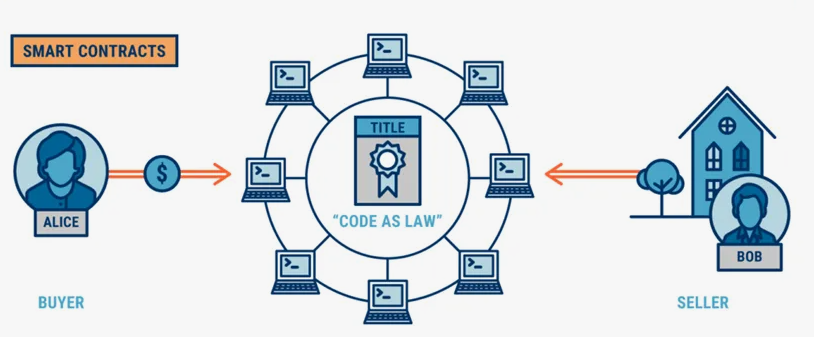 SMART CONTRACTS
TITLE
$
ALICE
"CODE AS LAW"
BOB
BUYER
SELLER